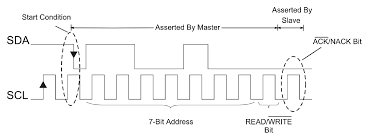 Start Condition
Asserted By Master
Asserted By
Slave
SDA
ACK/NACK Bit
SCL
7-Bit Address
READ/WRITE
Bit